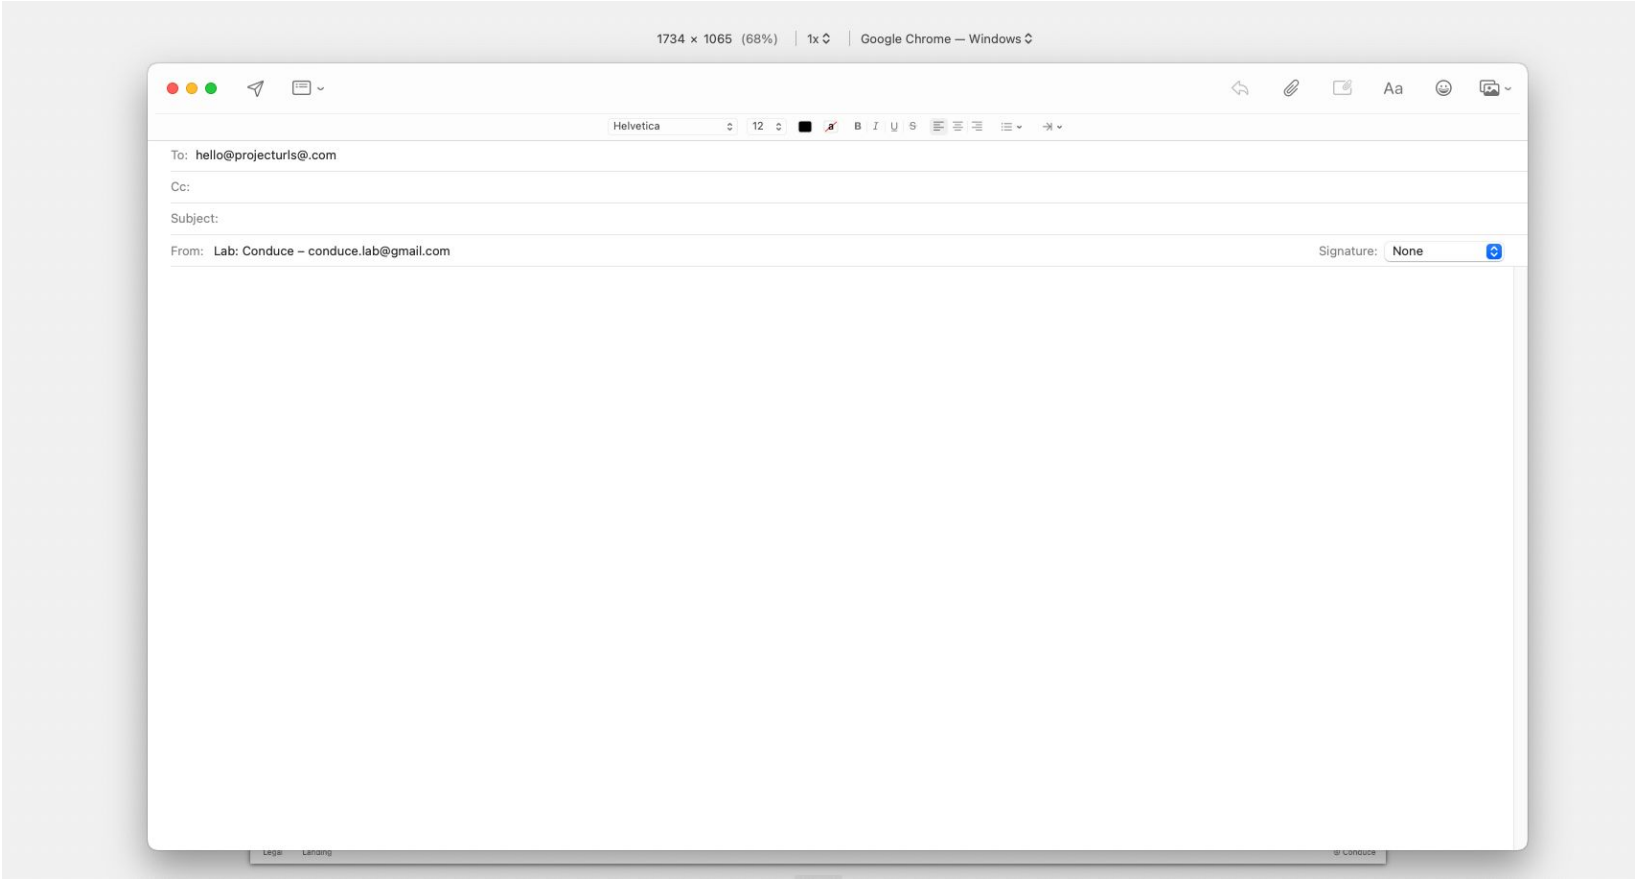 1734 × 1065 (68%) 1x Google Chrome — Windows
Aa
Helvetica 12 a B I U S
To: hello@projecturls@.com
Cc:
Subject:
From: Lab: Conduce – conduce.lab@gmail.com Signature: None
Legal Landing © Conduce